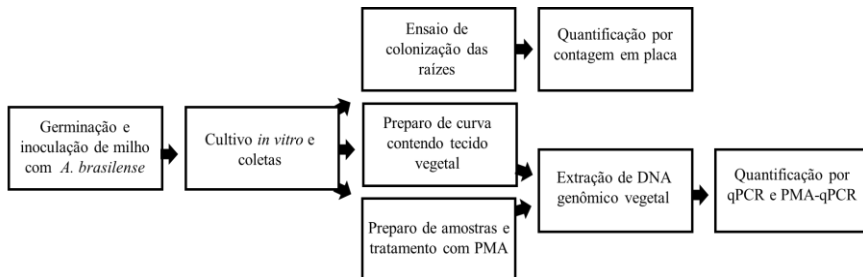 Germinação e
inoculação de milho
com A. brasilense
Cultivo in vitro e
coletas
Ensaio de
colonização das
raízes
Quantificação por
contagem em placa
Preparo de curva
contendo tecido
vegetal
Preparo de amostras e
tratamento com PMA
Extração de DNA
genômico vegetal
Quantificação por
qPCR e PMA-qPCR